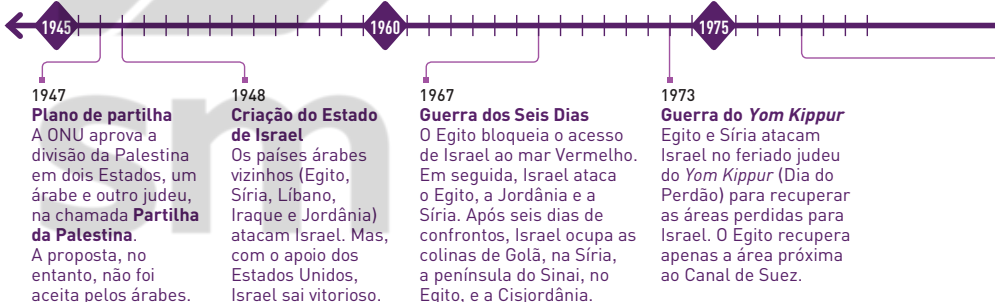 1945
1960
1975
1947
Plano de partilha
A ONU aprova a
divisão da Palestina
em dois Estados, um
árabe e outro judeu,
na chamada Partilha
da Palestina.
A proposta, no
entanto, não foi
aceita pelos árabes.
1948
Criação do Estado
de Israel
Os países árabes
vizinhos (Egito,
Síria, Líbano,
Iraque e Jordânia)
atacam Israel. Mas,
com o apoio dos
Estados Unidos,
Israel sai vitorioso.
1967
Guerra dos Seis Dias
O Egito bloqueia o acesso
de Israel ao mar Vermelho.
Em seguida, Israel ataca
o Egito, a Jordânia e a
Síria. Após seis dias de
confrontos, Israel ocupa as
colinas de Golã, na Síria,
a península do Sinai, no
Egito, e a Cisjordânia.
1973
Guerra do Yom Kippur
Egito e Síria atacam
Israel no feriado judeu
do Yom Kippur (Dia do
Perdão) para recuperar
as áreas perdidas para
Israel. O Egito recupera
apenas a área próxima
ao Canal de Suez.
sm